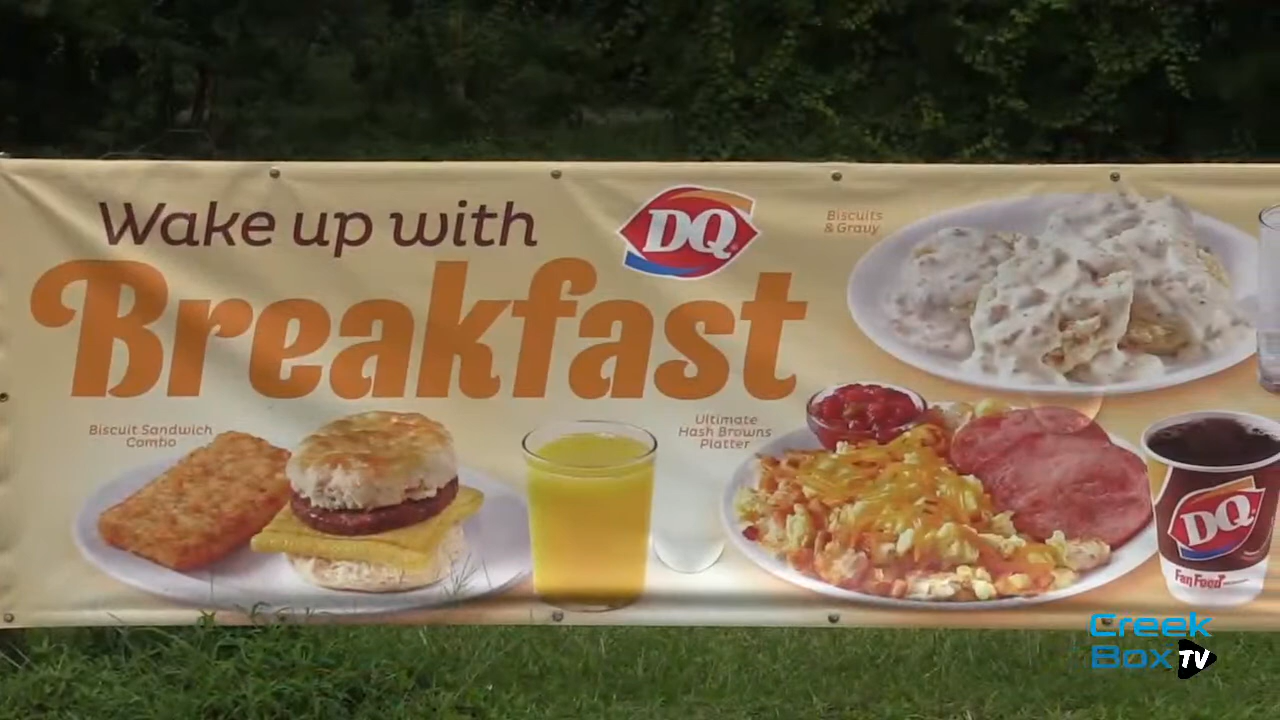 Wake up with
DQ
Breakfast
Biscuits
& Gravy
Biscuit Sandwich
Combo
Ultimate
Hash Browns
Platter
DQ
Fan Food
Creek
Box TV